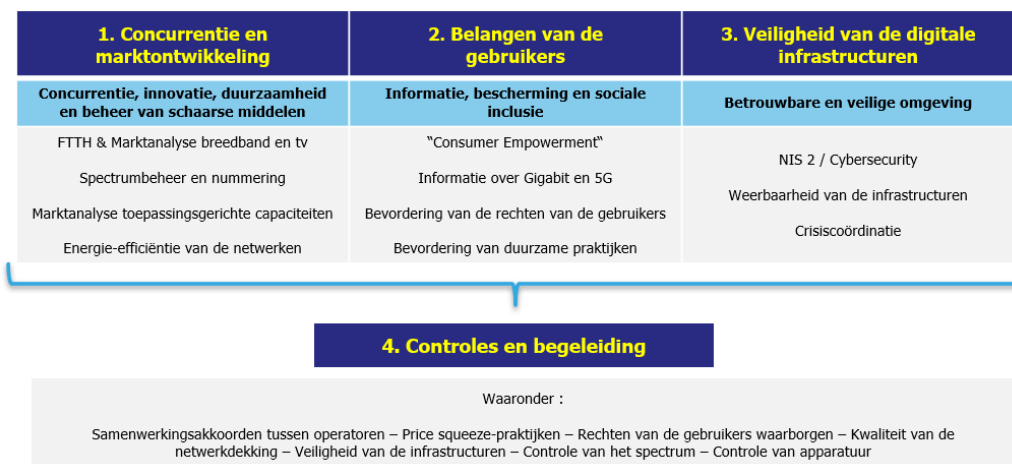 1. Concurrentie en
marktontwikkeling
Concurrentie, innovatie, duurzaamheid
en beheer van schaarse middelen
FTTH & Marktanalyse breedband en tv
Spectrumbeheer en nummering
Marktanalyse toepassingsgerichte capaciteiten
Energie-efficiëntie van de netwerken
2. Belangen van de
gebruikers
Informatie, bescherming en sociale
inclusie
"Consumer Empowerment"
Informatie over Gigabit en 5G
Bevordering van de rechten van de gebruikers
Bevordering van duurzame praktijken
3. Veiligheid van de digitale
infrastructuren
Betrouwbare en veilige omgeving
NIS 2 / Cybersecurity
Weerbaarheid van de infrastructuren
Crisiscoördinatie
4. Controles en begeleiding
Waaronder :
Samenwerkingsakkoorden tussen operatoren – Price squeeze-praktijken – Rechten van de gebruikers waarborgen – Kwaliteit van de
netwerkdekking – Veiligheid van de infrastructuren – Controle van het spectrum – Controle van apparatuur